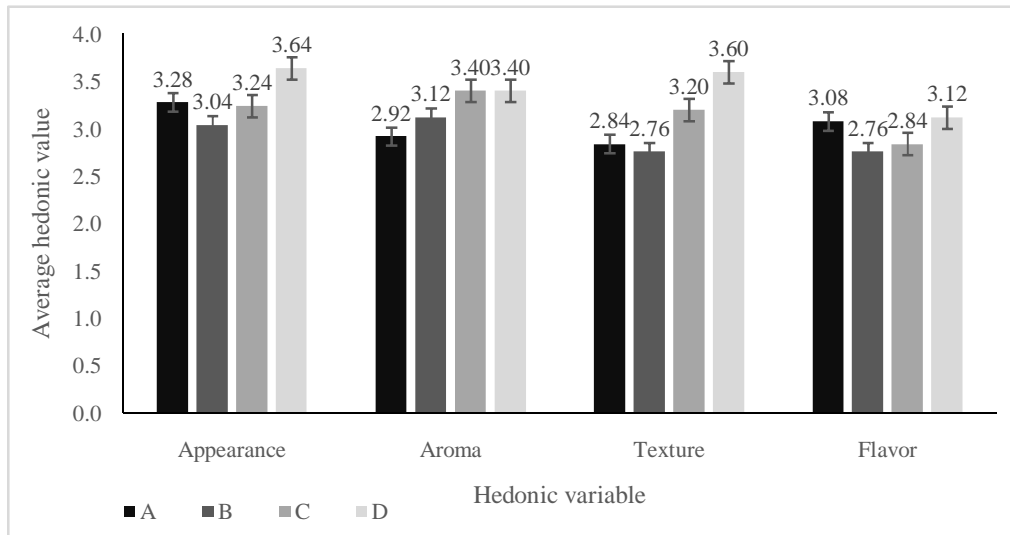 4.0
3.5
3.0
2.5
2.0
1.5
1.0
0.5
0.0
Average hedonic value
3.28 3.04 3.24 3.64
2.92 3.12 3.40 3.40
2.84 2.76 3.20 3.60
3.08 2.76 2.84 3.12
Appearance Aroma Texture Flavor
Hedonic variable
A B C D